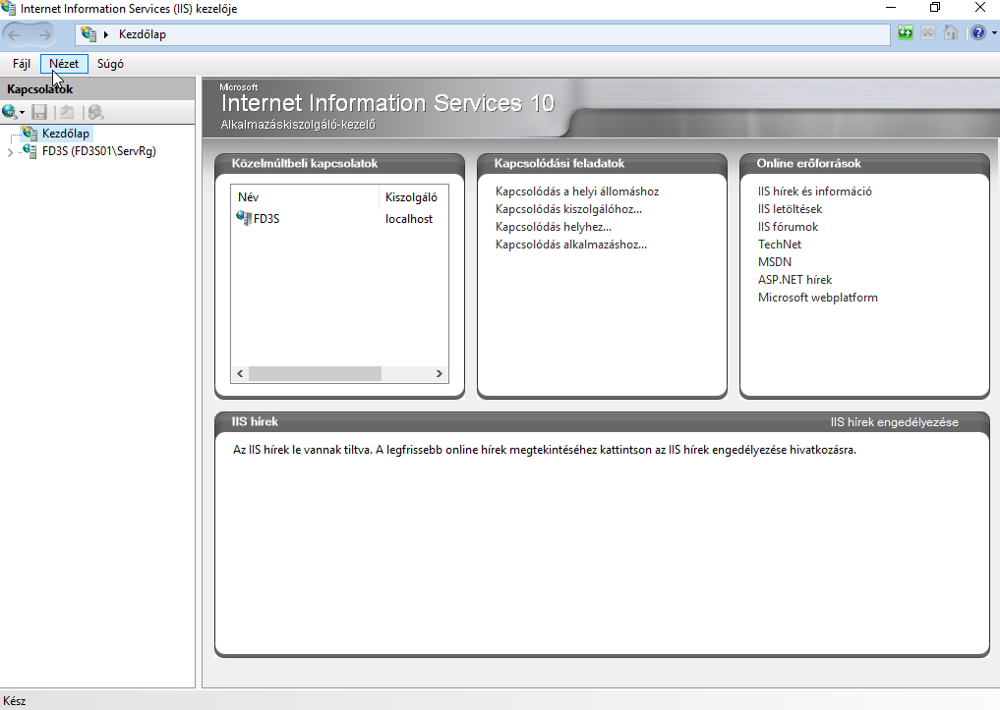 Internet Information Services (IIS) kezelője
Kezdőlap
Fájl Nézet Súgó
Kapcsolatok
Kezdőlap
FD3S (FD3S01\ServRg)
Microsoft
Internet Information Services 10
Alkalmazáskiszolgáló-kezelő
Közelmúltbeli kapcsolatok
Név Kiszolgáló
FD3S localhost
Kapcsolódási feladatok
Kapcsolódás a helyi állomáshoz
Kapcsolódás kiszolgálóhoz...
Kapcsolódás helyhez...
Kapcsolódás alkalmazáshoz...
Online erőforrások
IIS hírek és információ
IIS letöltések
IIS fórumok
TechNet
MSDN
ASP.NET hírek
Microsoft webplatform
IIS hírek IIS hírek engedélyezése
Az IIS hírek le vannak tiltva. A legfrissebb online hírek megtekintéséhez kattintson az IIS hírek engedélyezése hivatkozásra.
Kész